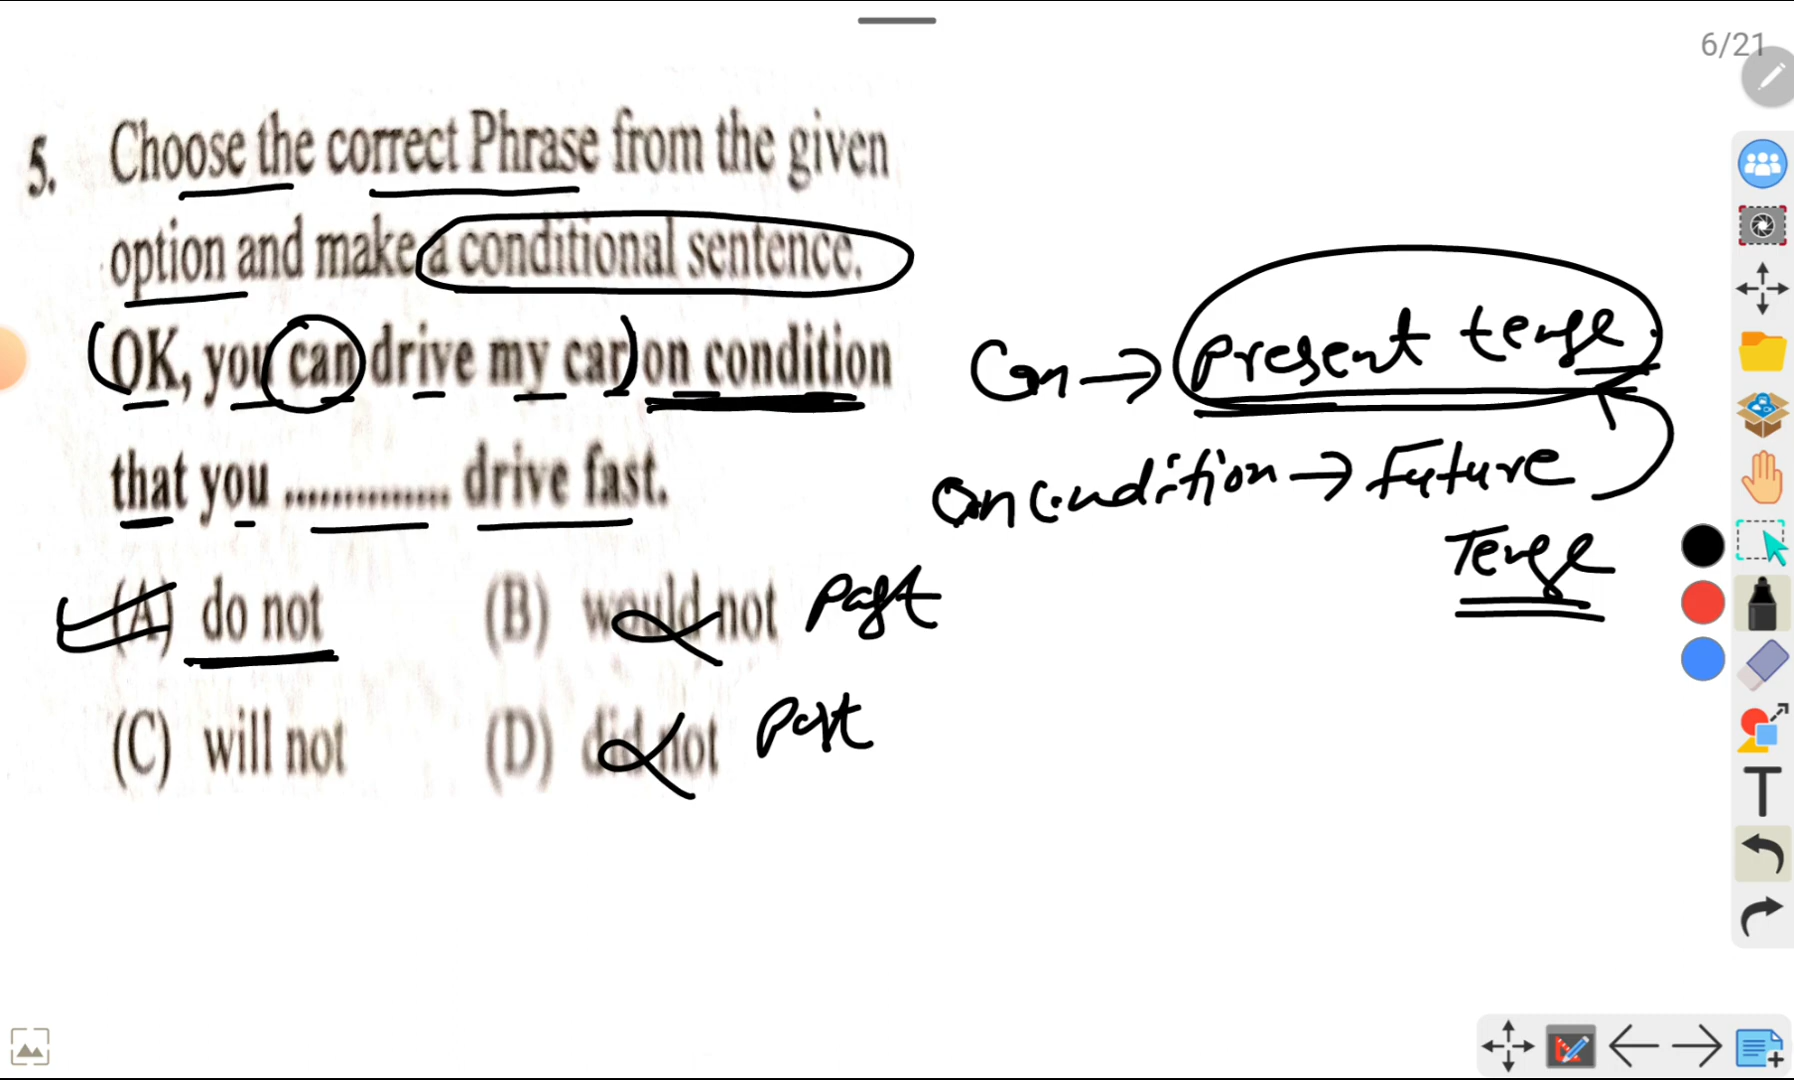 6/21
5. Choose the correct Phrase from the given
option and make a conditional sentence.
OK, you can drive my car on condition
that you .............. drive fast.
(A) do not (B) would not Past
(C) will not (D) did not Past
Can → Present tense
On condition → Future
Tense
T